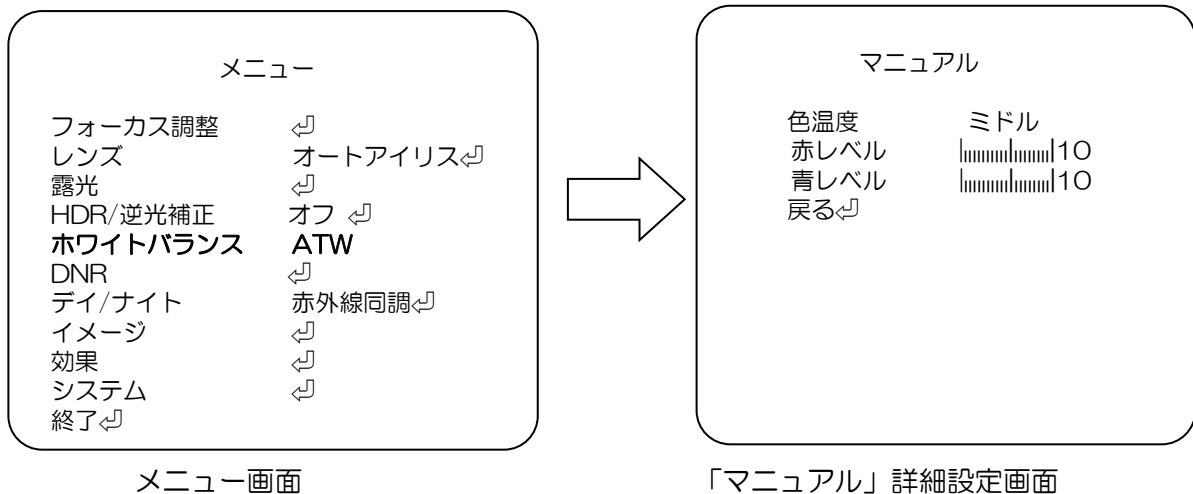 メニュー
フォーカス調整 ⏎
レンズ オートアイリス⏎
露光 ⏎
HDR/逆光補正 オフ ⏎
ホワイトバランス ATW
DNR ⏎
デイ/ナイト 赤外線同調⏎
イメージ ⏎
効果 ⏎
システム ⏎
終了⏎
メニュー画面
マニュアル
色温度 ミドル
赤レベル 10
青レベル 10
戻る⏎
「マニュアル」詳細設定画面